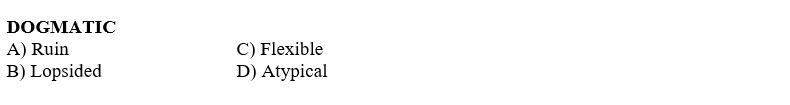 DOGMATIC
A) Ruin C) Flexible
B) Lopsided D) Atypical